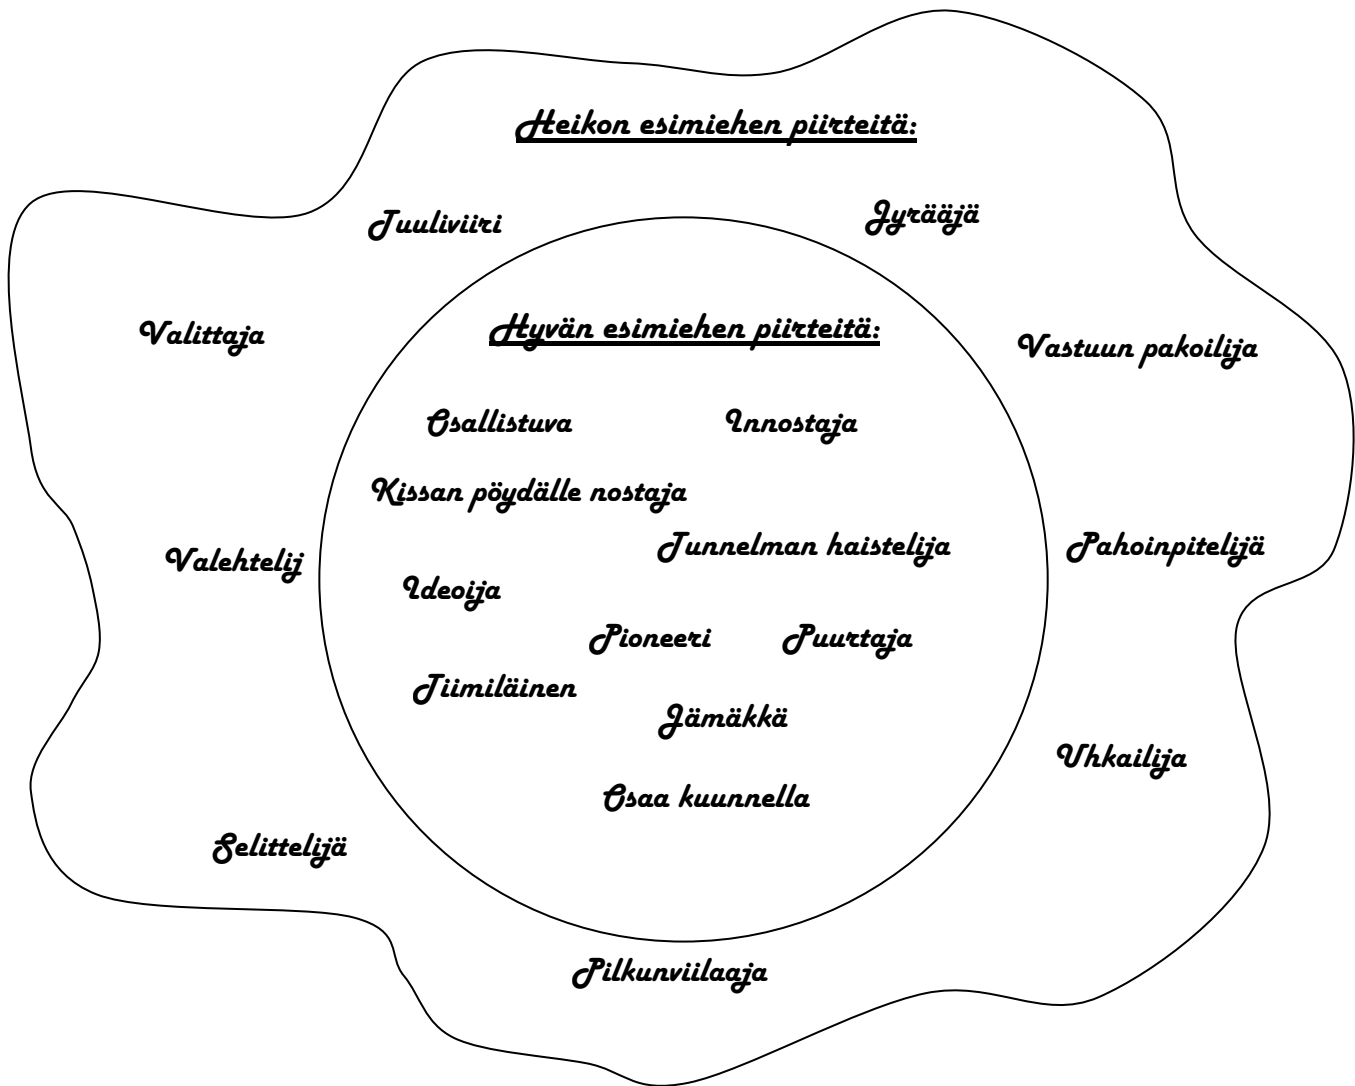 Heikon esimiehen piirteitä:
Tuuliviiri
Jyrääjä
Valittaja
Hyvän esimiehen piirteitä:
Vastuun pakoilija
Osallistuva
Innostaja
Kissan pöydälle nostaja
Tunnelman haistelija
Pahoinpitelijä
Valehtelij
Ideoija
Pioneeri
Puurtaja
Tiimiläinen
Jämäkkä
Uhkailija
Osaa kuunnella
Selittelijä
Pilkunviilaaja